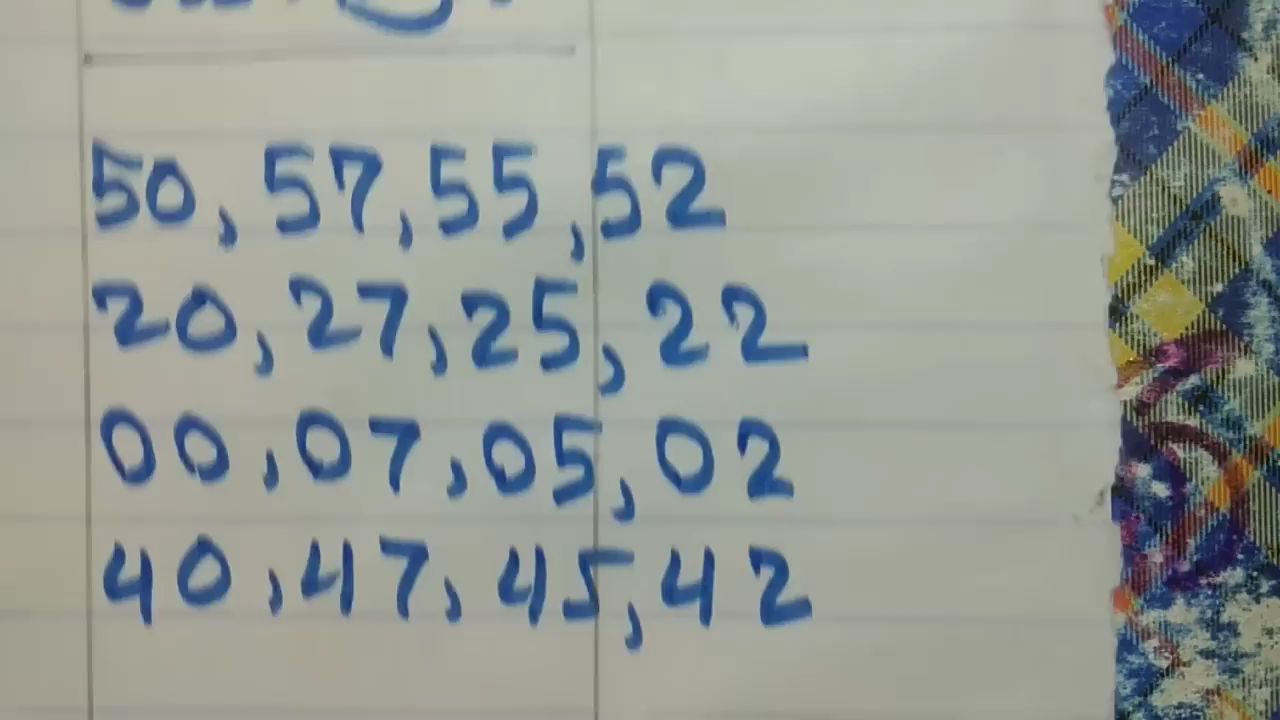 50, 57, 55, 52
20, 27, 25, 22
00, 07, 05, 02
40, 47, 45, 42